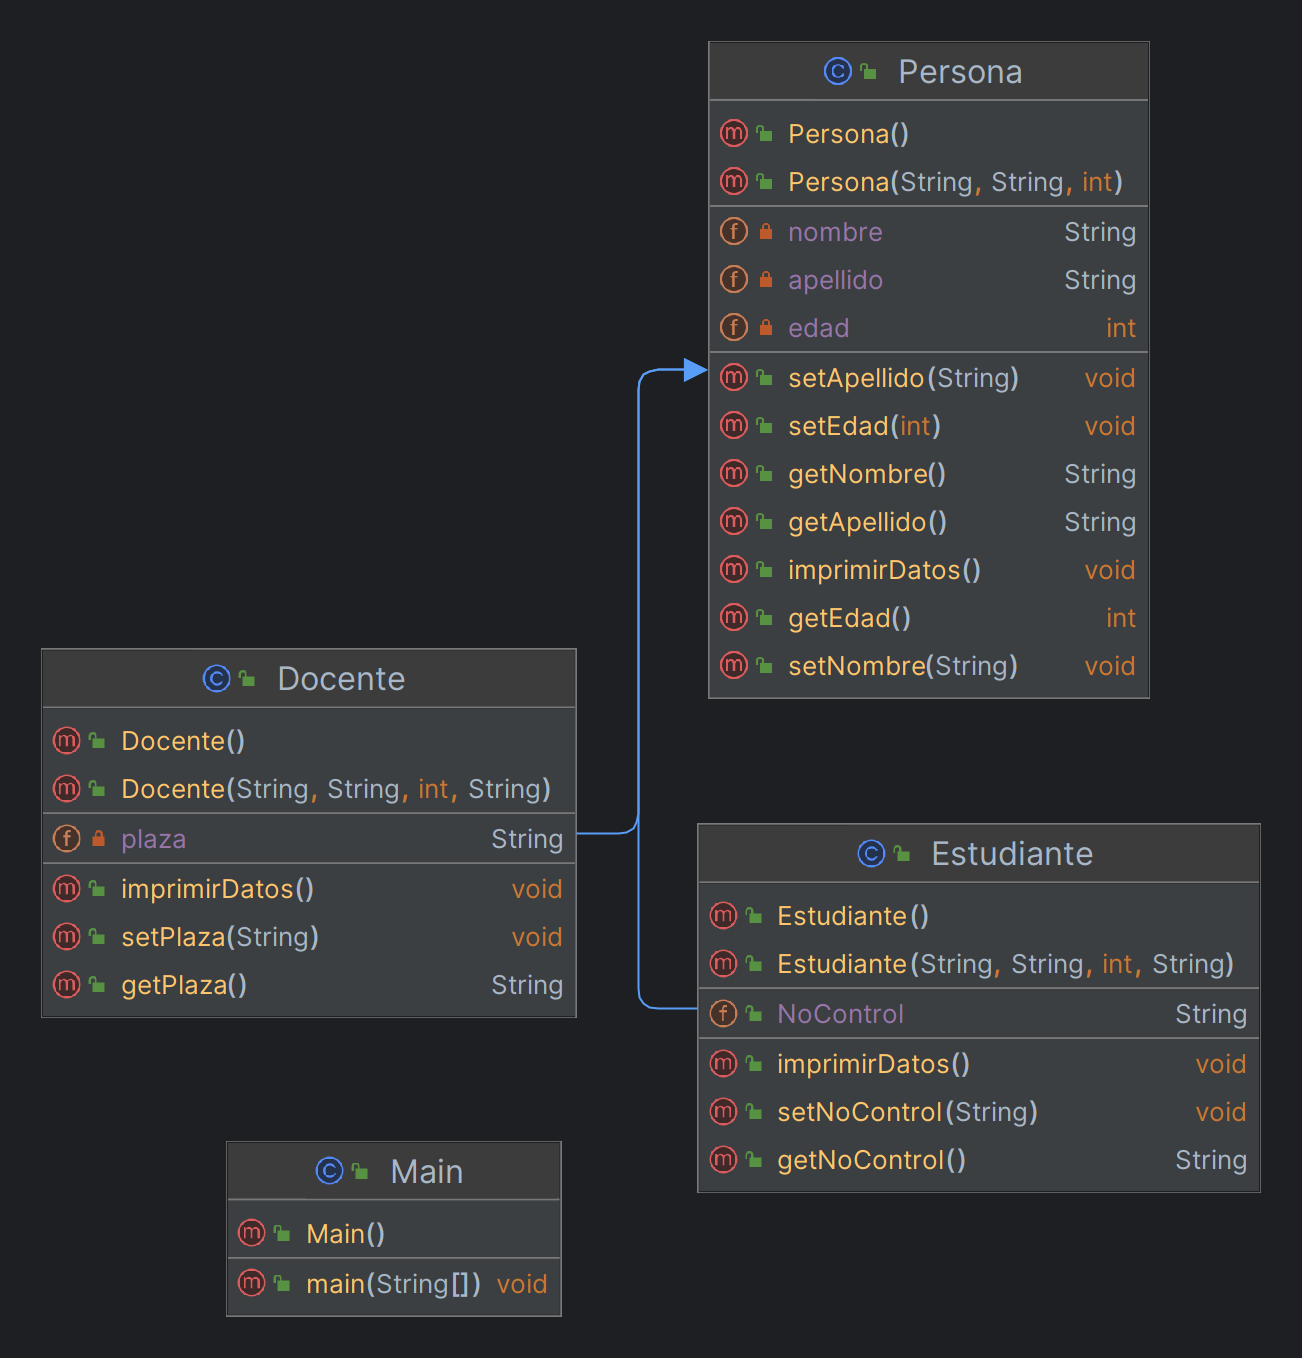 Persona
Persona()
Persona(String, String, int)
nombre String
apellido String
edad int
setApellido(String) void
setEdad(int) void
getNombre() String
getApellido() String
imprimirDatos() void
getEdad() int
setNombre(String) void
Docente
Docente()
Docente(String, String, int, String)
plaza String
imprimirDatos() void
setPlaza(String) void
getPlaza() String
Estudiante
Estudiante()
Estudiante(String, String, int, String)
NoControl String
imprimirDatos() void
setNoControl(String) void
getNoControl() String
Main
Main()
main(String[]) void